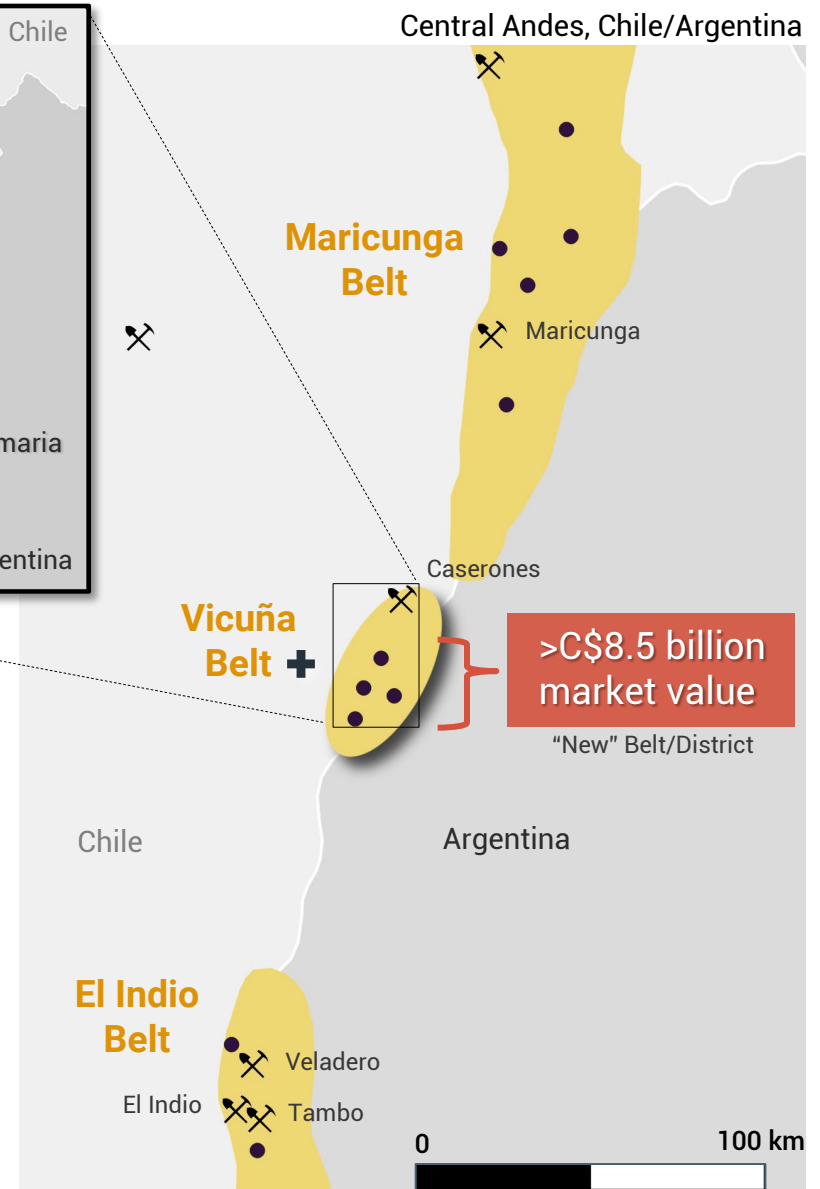 Chile
Central Andes, Chile/Argentina
Maricunga
Belt
Maricunga
maria
entina
Caserones
Vicuña
Belt
>C$8.5 billion
market value
"New" Belt/District
Chile
Argentina
El Indio
Belt
Veladero
El Indio
Tambo
0
100 km